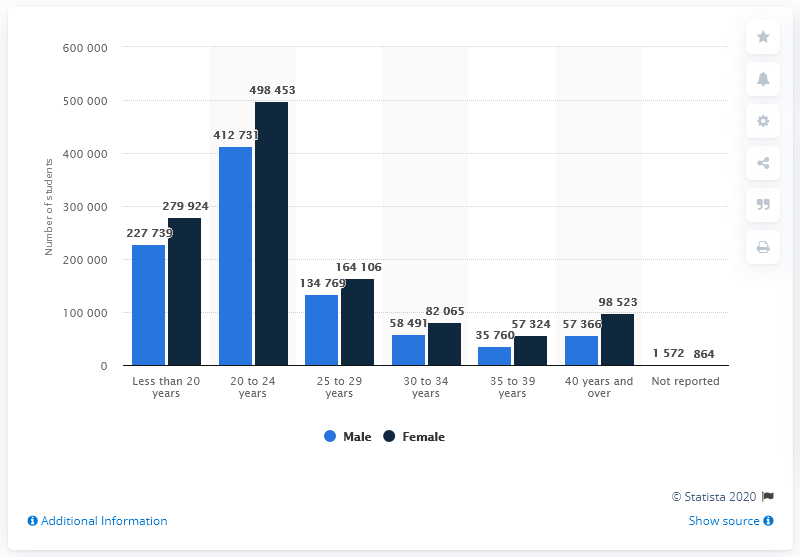 600 000
500 000
400 000
300 000
200 000
100 000
0
Number of students
227 739
279 924
412 731
498 453
134 769
164 106
58 491
82 065
35 760
57 324
57 366
98 523
1 572
864
Less than 20
years
20 to 24
years
25 to 29
years
30 to 34
years
35 to 39
years
40 years and
over
Not reported
Male
Female
© Statista 2020
Additional Information
Show source